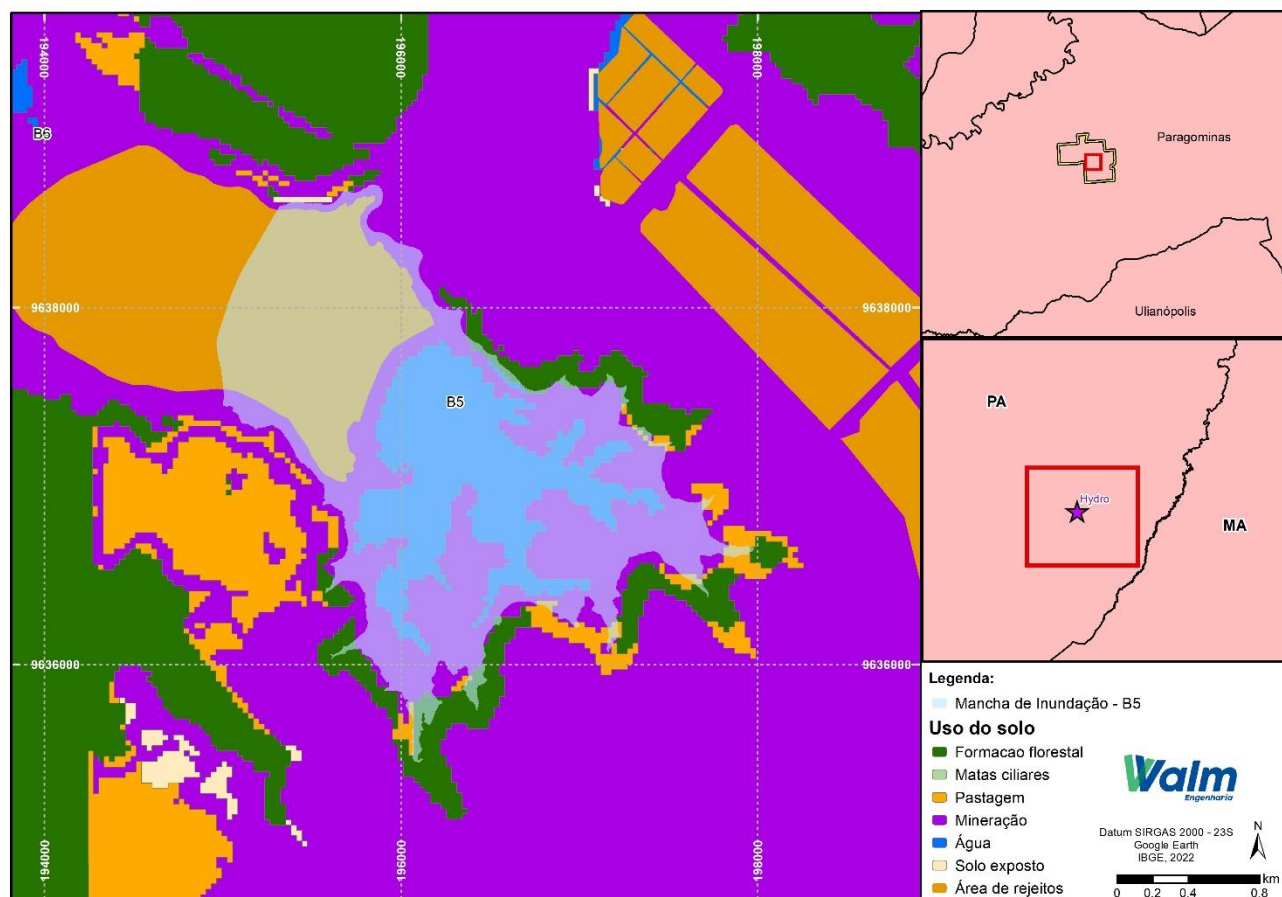 194000
196000
198000
B6
9638000
9638000
B5
9636000
9636000
194000
196000
198000
Paragominas
Ulianópolis
PA
Hydro
MA
Legenda:
Mancha de Inundação - B5
Uso do solo
Formacao florestal
Matas ciliares
Pastagem
Mineração
Água
Solo exposto
Área de rejeitos
Walm
Engenharia
Datum SIRGAS 2000 - 23S
Google Earth
IBGE, 2022
N
km
0 0.2 0.4 0.8